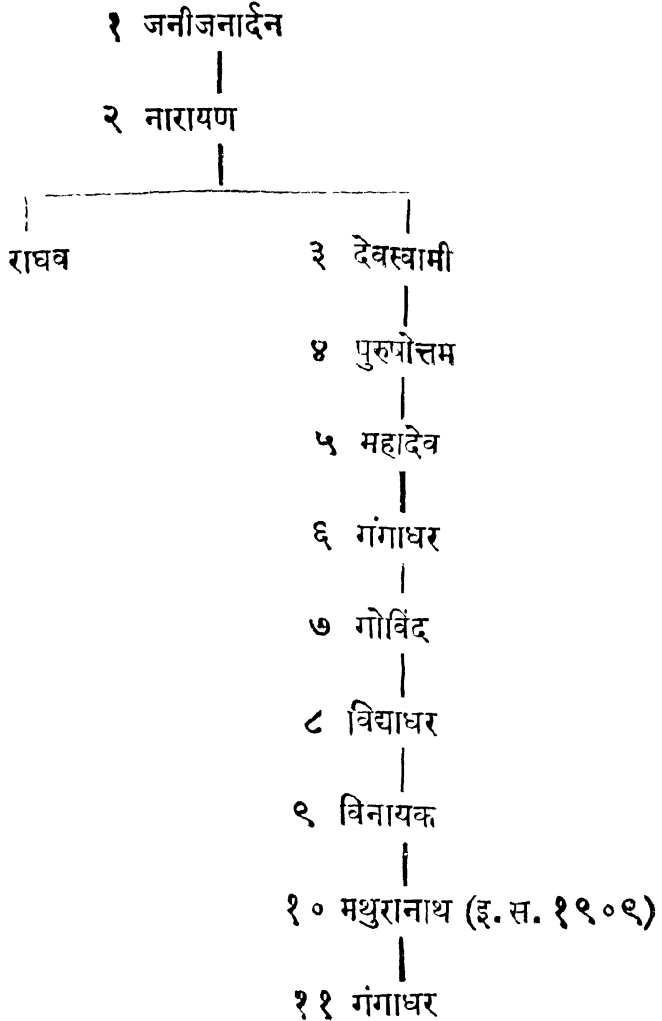 १ जनीजनार्दन
२ नारायण
राघव ३ देवस्वामी
४ पुरुषोत्तम
५ महादेव
६ गंगाधर
७ गोविंद
८ विद्याधर
९ विनायक
१० मथुरानाथ (इ. स. १९०९)
११ गंगाधर